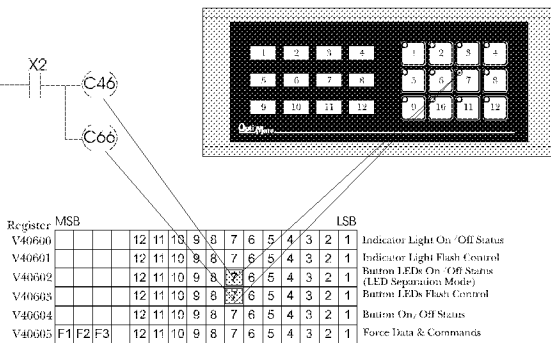 X2
C46
C66
1 2 3 4
5 6 7 8
9 10 11 12
1 2 3 4
5 6 7 8
9 10 11 12
OptiMate
Register MSB LSB
V40600 12 11 10 9 8 7 6 5 4 3 2 1 Indicator Light On/Off Status
V40601 12 11 10 9 8 7 6 5 4 3 2 1 Indicator Light Flash Control
V40602 12 11 10 9 8 7 6 5 4 3 2 1 Button LEDs On/Off Status
(LED Separation Mode)
V40603 12 11 10 9 8 7 6 5 4 3 2 1 Button LEDs Flash Control
V40604 12 11 10 9 8 7 6 5 4 3 2 1 Button On/Off Status
V40605 F1 F2 F3 12 11 10 9 8 7 6 5 4 3 2 1 Force Data & Commands